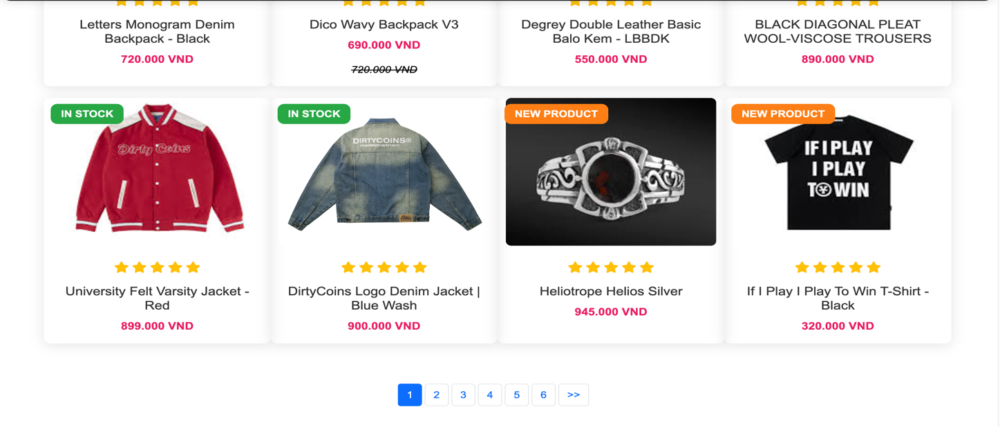 Letters Monogram Denim
Backpack - Black
720.000 VND
Dico Wavy Backpack V3
690.000 VND
720.000 VND
Degrey Double Leather Basic
Balo Kem - LBBDK
550.000 VND
BLACK DIAGONAL PLEAT
WOOL-VISCOSE TROUSERS
890.000 VND
IN STOCK
Dirty Coins
University Felt Varsity Jacket -
Red
899.000 VND
IN STOCK
DIRTYCOINS®
madeinvietnam
DirtyCoins Logo Denim Jacket |
Blue Wash
900.000 VND
NEW PRODUCT
Heliotrope Helios Silver
945.000 VND
NEW PRODUCT
IF I PLAY
I PLAY
TO WIN
If I Play I Play To Win T-Shirt -
Black
320.000 VND
1 2 3 4 5 6 >>